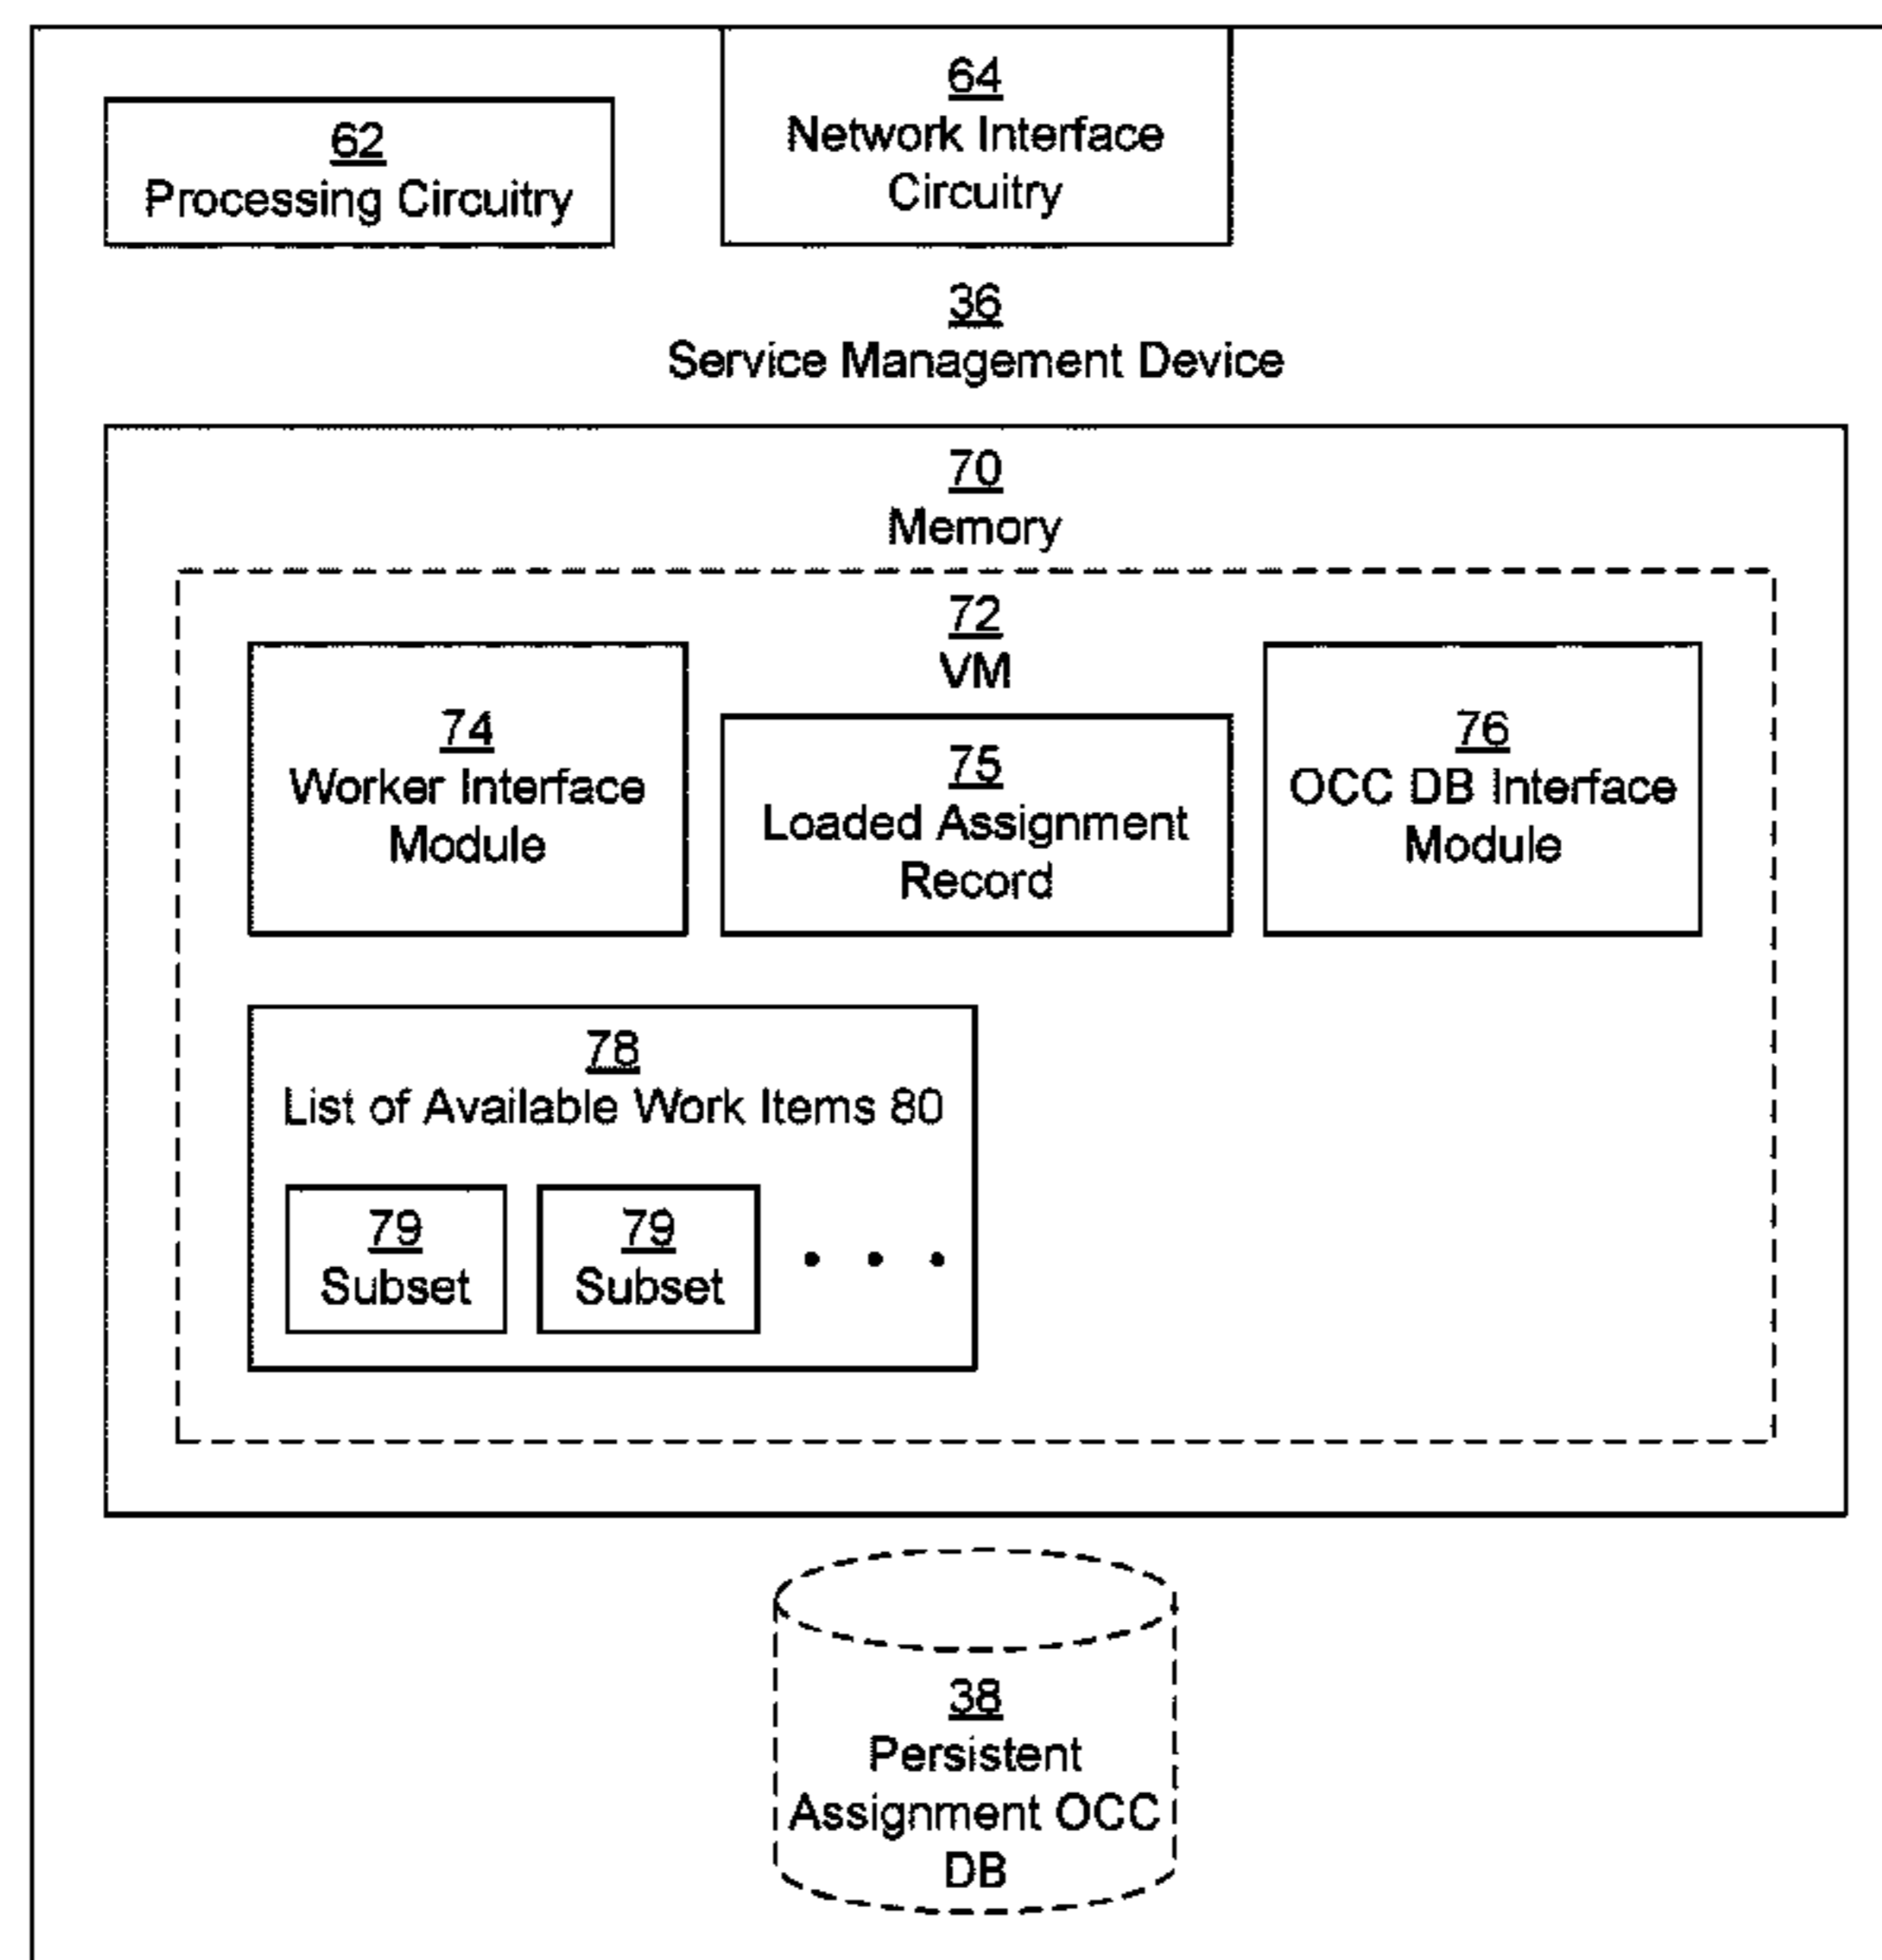 62
Processing Circuitry
64
Network Interface
Circuitry
36
Service Management Device
70
Memory
72
VM
74
Worker Interface
Module
75
Loaded Assignment
Record
76
OCC DB Interface
Module
78
List of Available Work Items 80
79
Subset
79
Subset
38
Persistent
Assignment OCC
DB